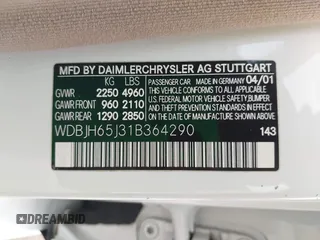 MFD BY DAIMLERCHRYSLER AG STUTTGART
KG LBS
PASSENGER CAR MADE IN GERMANY 04/01
GVWR 2250 4960
THIS VEHICLE CONFORMS TO ALL APPLICABLE
GAWR FRONT 960 2110
FEDERAL MOTOR VEHICLE SAFETY, BUMPER
GAWR REAR 1290 2850
AND THEFT PREVENTION STANDARDS IN EFFECT
ON THE DATE OF MANUFACTURE SHOWN ABOVE
WDBJH65J31B364290
143
DREAMBID